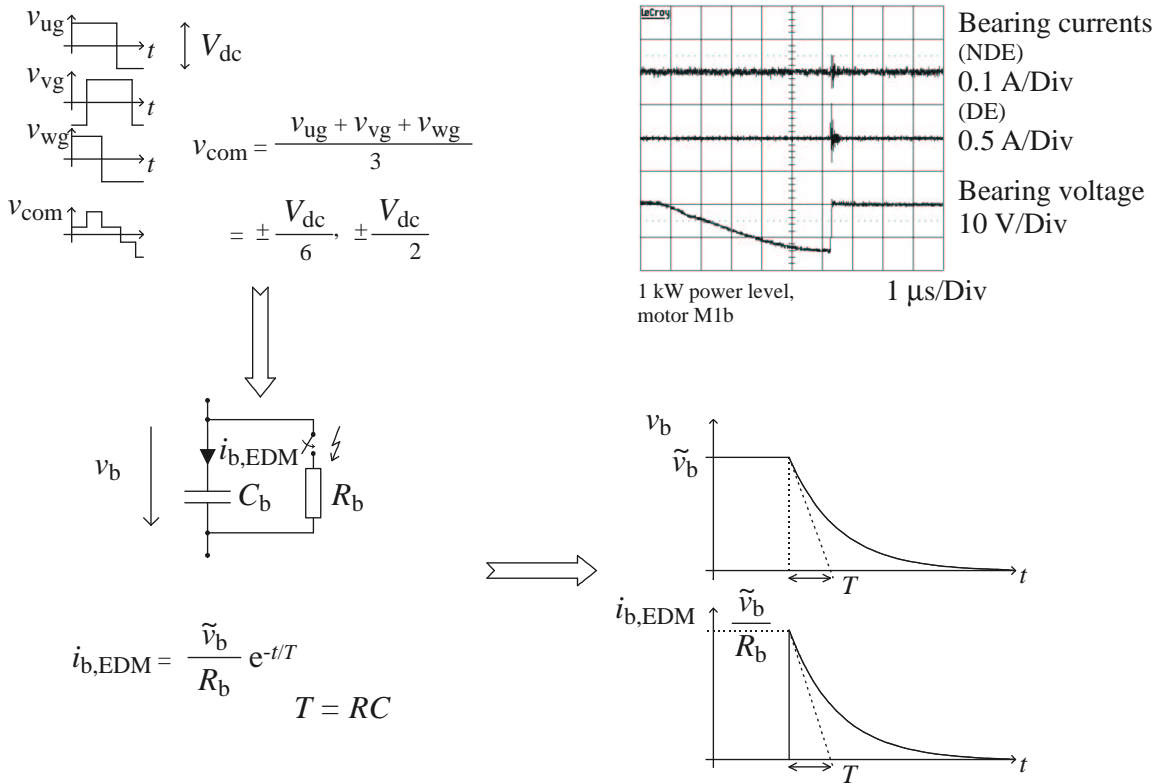 v_ug
t
V_dc
v_vg
t
v_wg
t
v_com = (v_ug + v_vg + v_wg) / 3
v_com
t
= ± V_dc / 6, ± V_dc / 2
LeCroy
Bearing currents
(NDE)
0.1 A/Div
(DE)
0.5 A/Div
Bearing voltage
10 V/Div
1 kW power level,
motor M1b
1 μs/Div
v_b
i_b,EDM
C_b
R_b
v_b
ṽ_b
T
t
i_b,EDM
ṽ_b / R_b
T
t
i_b,EDM = ṽ_b / R_b e^-t/T
T = RC